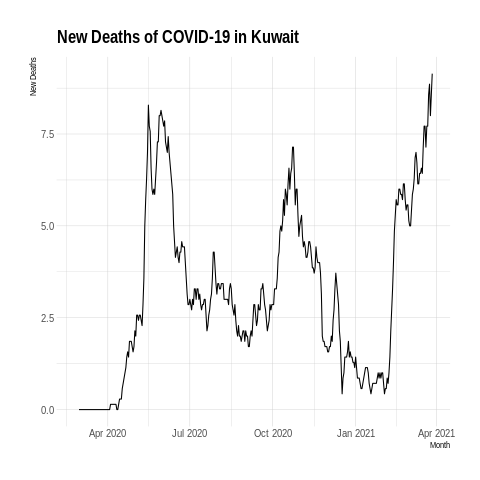 New Deaths of COVID-19 in Kuwait
New Deaths
7.5
5.0
2.5
0.0
Apr 2020 Jul 2020 Oct 2020 Jan 2021 Apr 2021
Month